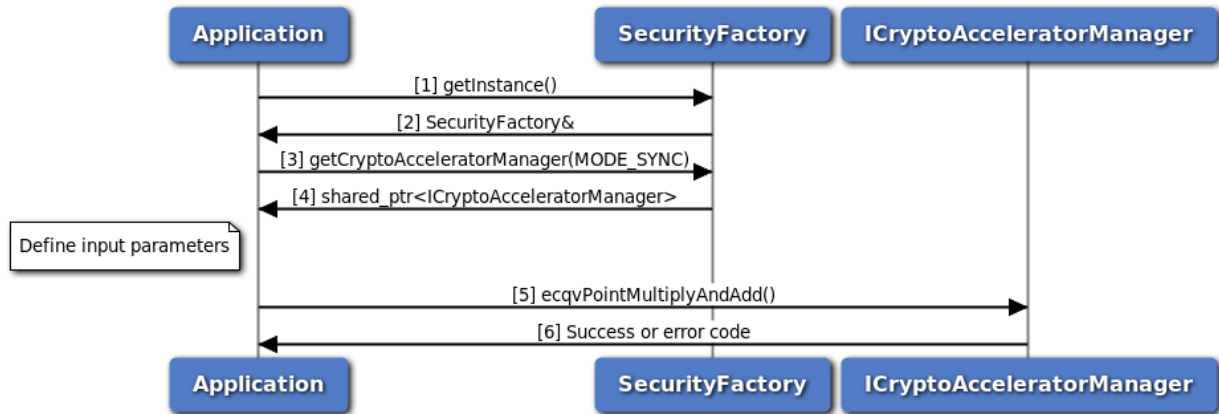 Application
SecurityFactory
ICryptoAcceleratorManager
[1] getInstance()
[2] SecurityFactory&
[3] getCryptoAcceleratorManager(MODE_SYNC)
[4] shared_ptr<ICryptoAcceleratorManager>
Define input parameters
[5] ecqvPointMultiplyAndAdd()
[6] Success or error code
Application
SecurityFactory
ICryptoAcceleratorManager